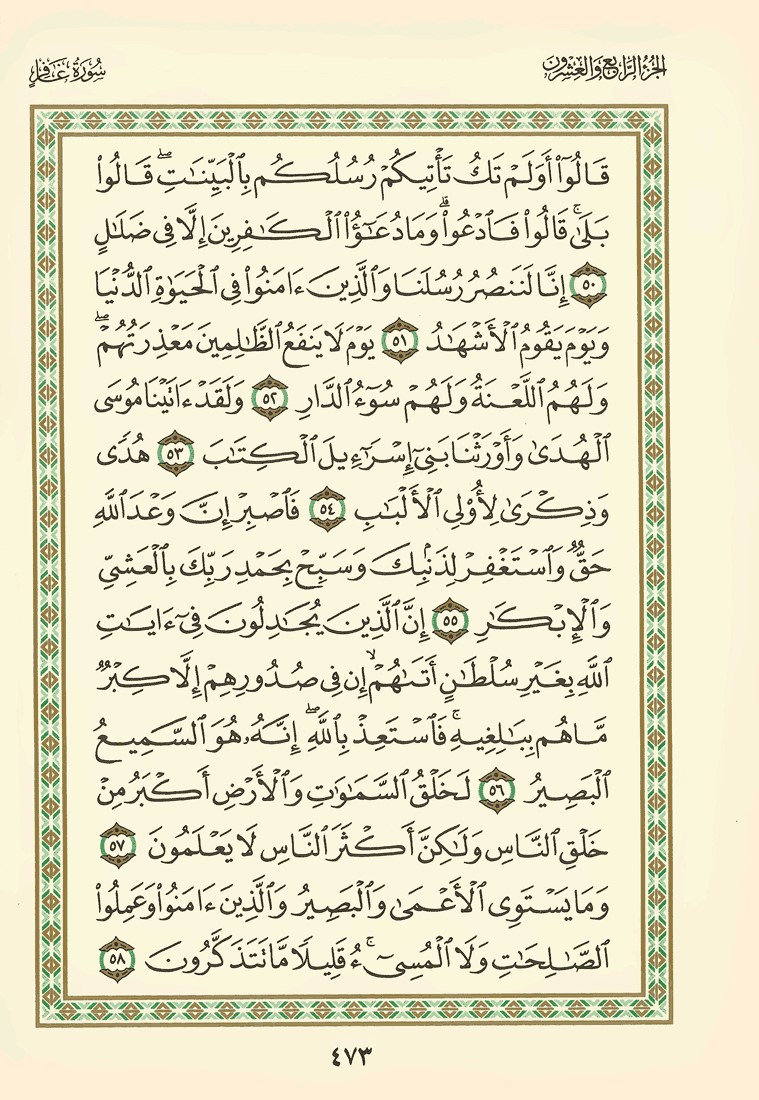 الجزء الرابع والعشرون
سورة غافر
قَالُوٓا۟ أَوَلَمْ تَكُ تَأْتِيكُمْ رُسُلُكُم بِٱلْبَيِّنَـٰتِ ۖ قَالُوا۟
بَلَىٰ ۚ قَالُوا۟ فَٱدْعُوا۟ ۗ وَمَا دُعَـٰٓؤُا۟ ٱلْكَـٰفِرِينَ إِلَّا فِى ضَلَـٰلٍ
٥٠ إِنَّا لَنَنصُرُ رُسُلَنَا وَٱلَّذِينَ ءَامَنُوا۟ فِى ٱلْحَيَوٰةِ ٱلدُّنْيَا
وَيَوْمَ يَقُومُ ٱلْأَشْهَـٰدُ ٥١ يَوْمَ لَا يَنفَعُ ٱلظَّـٰلِمِينَ مَعْذِرَتُهُمْ ۖ
وَلَهُمُ ٱللَّعْنَةُ وَلَهُمْ سُوٓءُ ٱلدَّارِ ٥٢ وَلَقَدْ ءَاتَيْنَا مُوسَى
ٱلْهُدَىٰ وَأَوْرَثْنَا بَنِىٓ إِسْرَٰٓءِيلَ ٱلْكِتَـٰبَ ٥٣ هُدًى
وَذِكْرَىٰ لِأُو۟لِى ٱلْأَلْبَـٰبِ ٥٤ فَٱصْبِرْ إِنَّ وَعْدَ ٱللَّهِ
حَقٌّ وَٱسْتَغْفِرْ لِذَنۢبِكَ وَسَبِّحْ بِحَمْدِ رَبِّكَ بِٱلْعَشِىِّ
وَٱلْإِبْكَـٰرِ ٥٥ إِنَّ ٱلَّذِينَ يُجَـٰدِلُونَ فِىٓ ءَايَـٰتِ
ٱللَّهِ بِغَيْرِ سُلْطَـٰنٍ أَتَىٰهُمْ ۙ إِن فِى صُدُورِهِمْ إِلَّا كِبْرٌ
مَّا هُم بِبَـٰلِغِيهِ ۚ فَٱسْتَعِذْ بِٱللَّهِ ۖ إِنَّهُۥ هُوَ ٱلسَّمِيعُ
ٱلْبَصِيرُ ٥٦ لَخَلْقُ ٱلسَّمَـٰوَٰتِ وَٱلْأَرْضِ أَكْبَرُ مِنْ
خَلْقِ ٱلنَّاسِ وَلَـٰكِنَّ أَكْثَرَ ٱلنَّاسِ لَا يَعْلَمُونَ ٥٧
وَمَا يَسْتَوِى ٱلْأَعْمَىٰ وَٱلْبَصِيرُ وَٱلَّذِينَ ءَامَنُوا۟ وَعَمِلُوا۟
ٱلصَّـٰلِحَـٰتِ وَلَا ٱلْمُسِىٓءُ ۚ قَلِيلًا مَّا تَتَذَكَّرُونَ ٥٨
٤٧٣